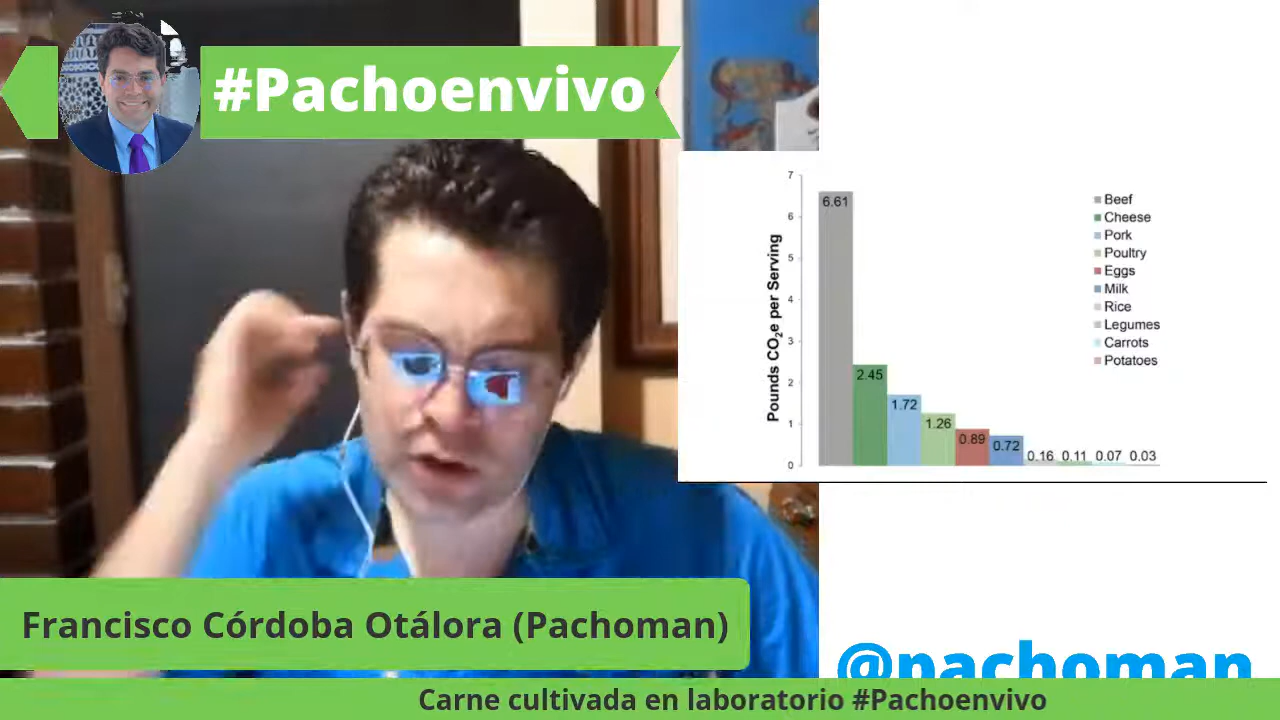 #Pachoenvivo
7
6
5
4
3
2
1
0
Pounds CO₂e per Serving
6.61
2.45
1.72
1.26
0.89
0.72
0.16
0.11
0.07
0.03
Beef
Cheese
Pork
Poultry
Eggs
Milk
Rice
Legumes
Carrots
Potatoes
Francisco Córdoba Otálora (Pachoman)
@pachoman
Carne cultivada en laboratorio #Pachoenvivo